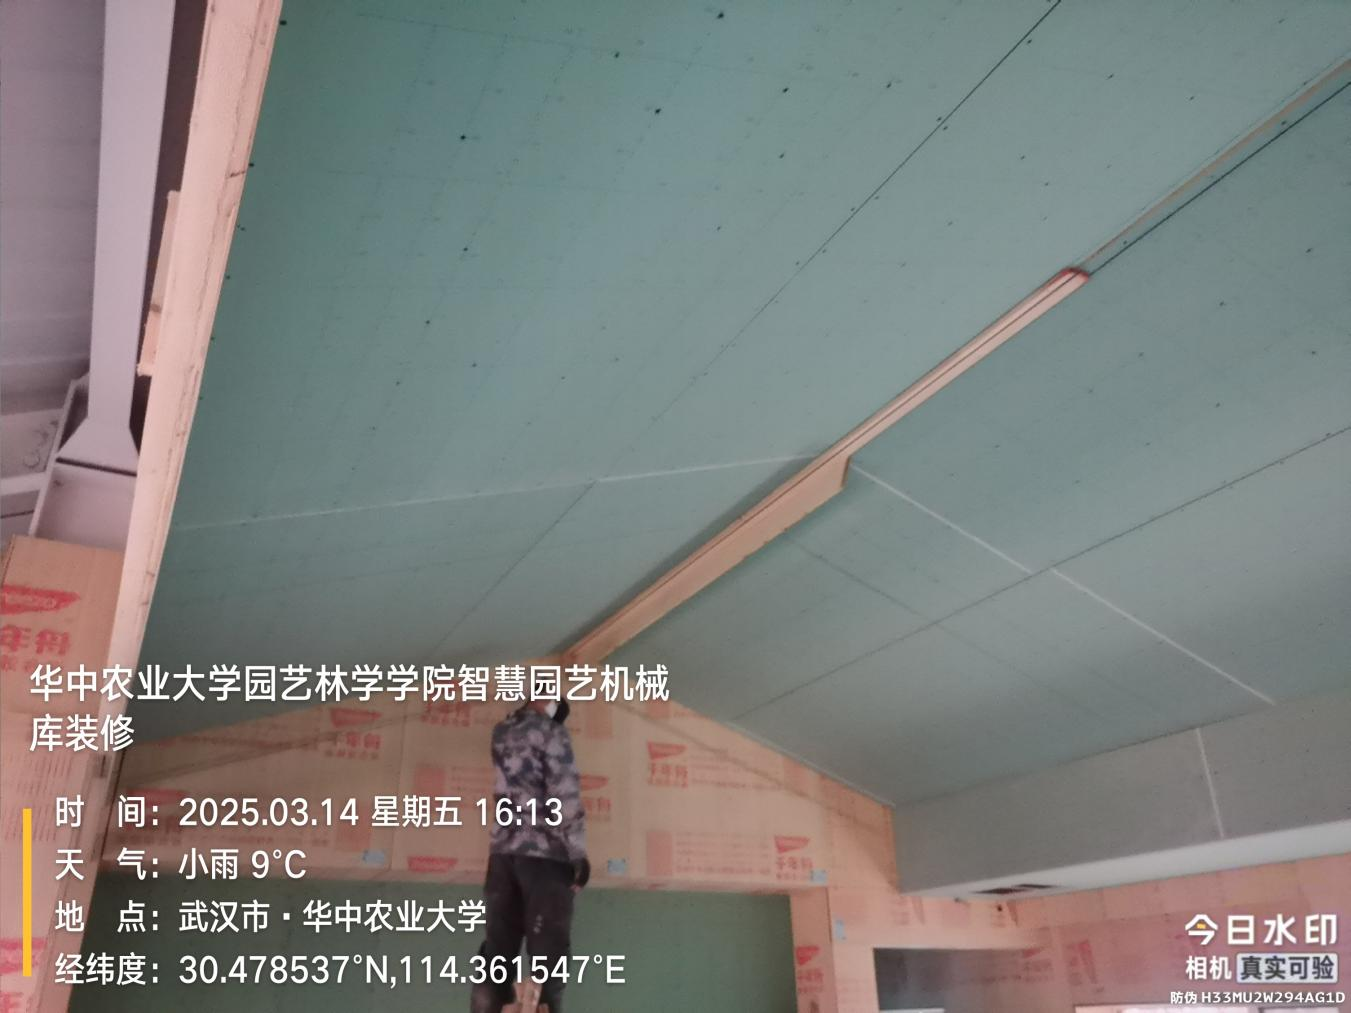 千年舟
华中农业大学园艺林学学院智慧园艺机械
库装修
时 间：2025.03.14 星期五 16:13
天 气：小雨 9°C
地 点：武汉市·华中农业大学
经纬度：30.478537°N,114.361547°E
今日水印
相机 真实可验
防伪 H33MU2W294AG1D